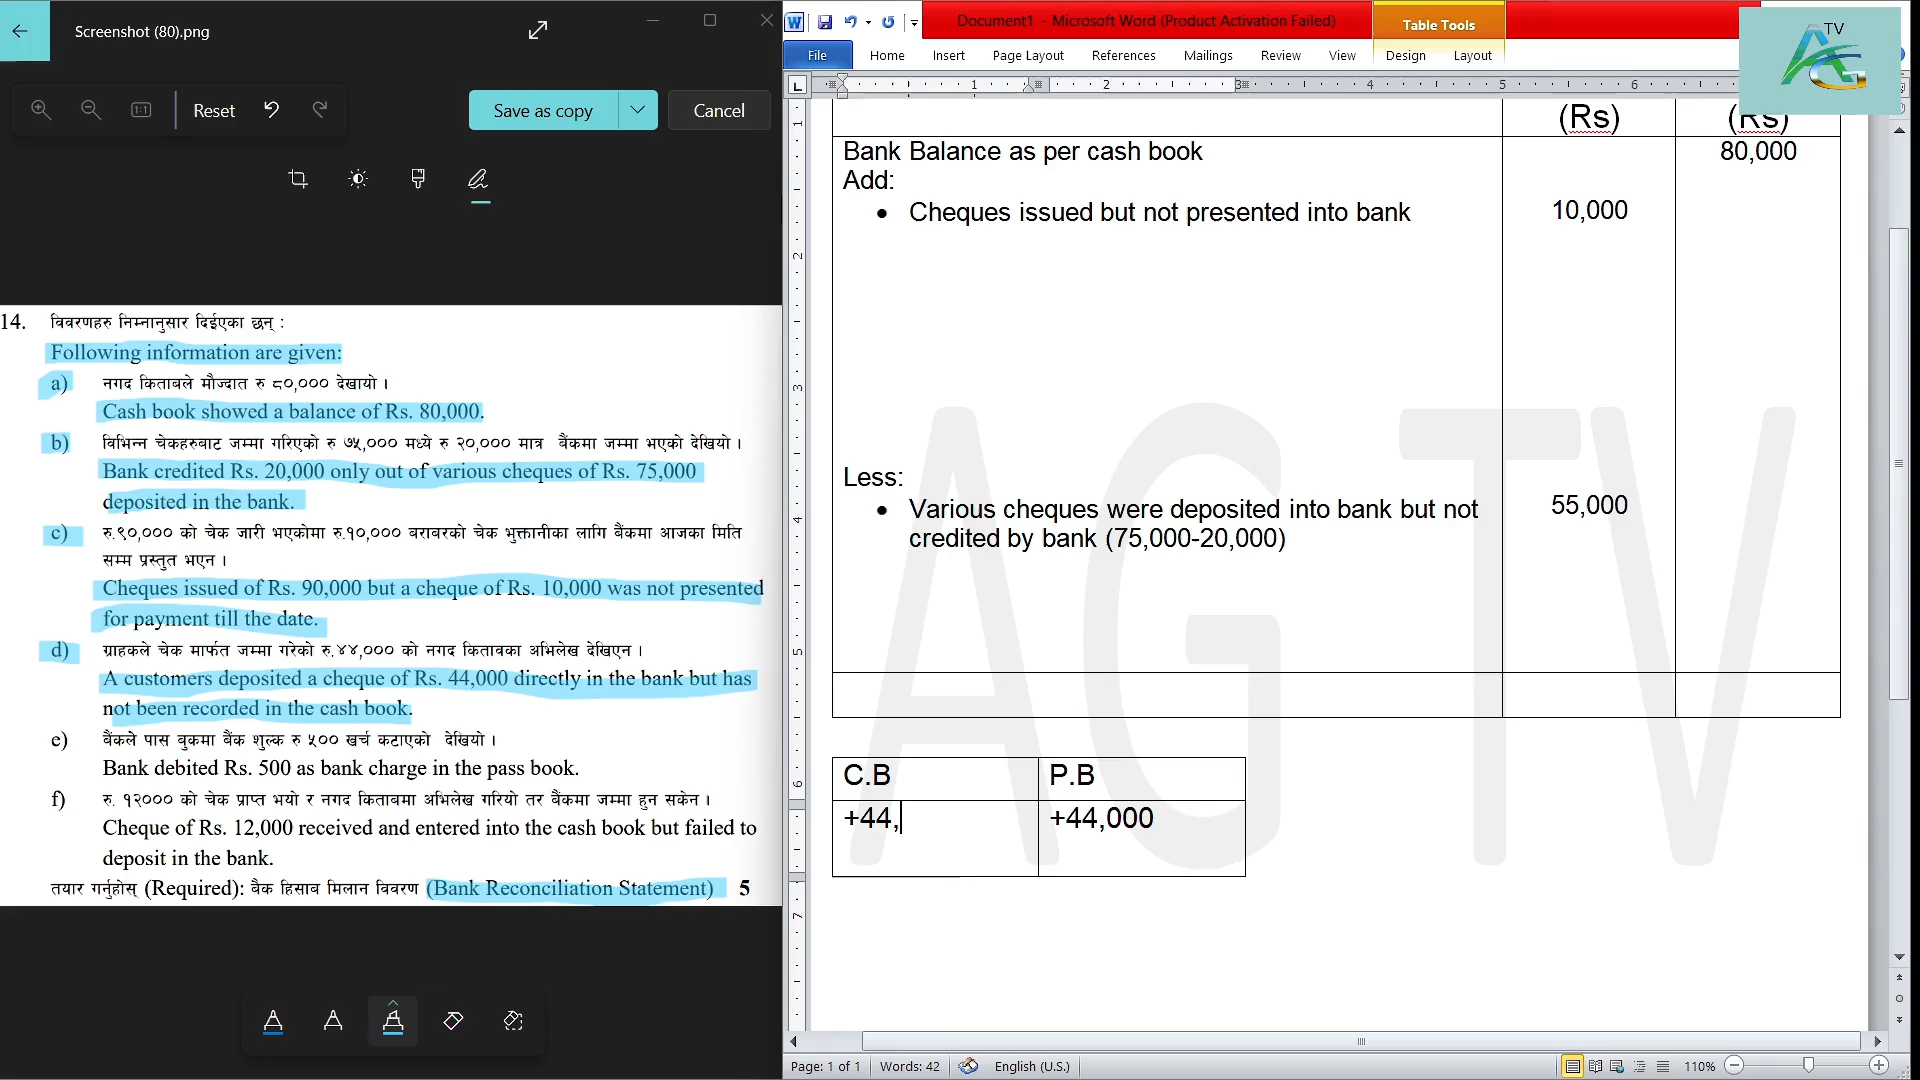 Screenshot (80).png
Reset
Save as copy
Cancel
14. विवरणहरु निम्नानुसार दिईएका छन् :
Following information are given:
a) नगद किताबले मौज्दात रु ८०,००० देखायो ।
Cash book showed a balance of Rs. 80,000.
b) विभिन्न चेकहरुबाट जम्मा गरिएको रु ७५,००० मध्ये रु २०,००० मात्र बैंकमा जम्मा भएको देखियो ।
Bank credited Rs. 20,000 only out of various cheques of Rs. 75,000
deposited in the bank.
c) रु.९०,००० को चेक जारी भएकोमा रु.१०,००० बराबरको चेक भुक्तानीका लागि बैंकमा आजका मिति
सम्म प्रस्तुत भएन ।
Cheques issued of Rs. 90,000 but a cheque of Rs. 10,000 was not presented
for payment till the date.
d) ग्राहकले चेक मार्फत जम्मा गरेको रु.४४,००० को नगद किताबका अभिलेख देखिएन ।
A customers deposited a cheque of Rs. 44,000 directly in the bank but has
not been recorded in the cash book.
e) बैंकले पास बुकमा बैंक शुल्क रु ५०० खर्च कटाएको देखियो ।
Bank debited Rs. 500 as bank charge in the pass book.
f) रु. १२००० को चेक प्राप्त भयो र नगद किताबमा अभिलेख गरियो तर बैंकमा जम्मा हुन सकेन ।
Cheque of Rs. 12,000 received and entered into the cash book but failed to
deposit in the bank.
तयार गर्नुहोस् (Required): बैक हिसाब मिलान विवरण (Bank Reconciliation Statement) 5
Document1 - Microsoft Word (Product Activation Failed)
Table Tools
File Home Insert Page Layout References Mailings Review View Design Layout
TV
(Rs) (Rs)
Bank Balance as per cash book 80,000
Add:
• Cheques issued but not presented into bank 10,000
Less:
• Various cheques were deposited into bank but not 55,000
credited by bank (75,000-20,000)
C.B P.B
+44, +44,000
AG TV
Page: 1 of 1 Words: 42 English (U.S.) 110%